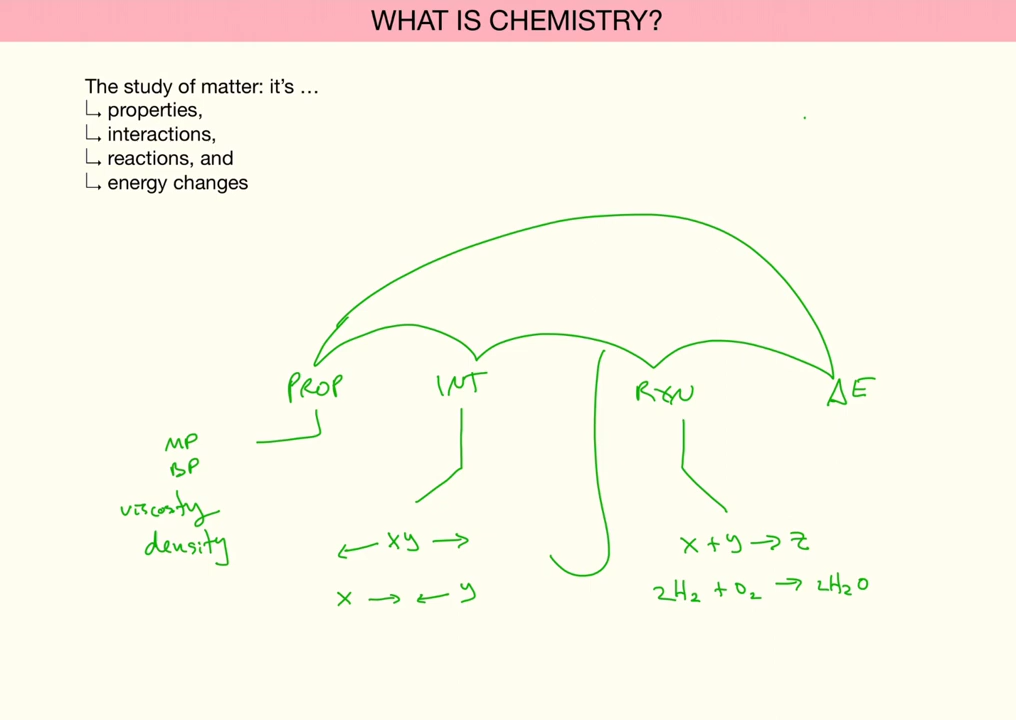 WHAT IS CHEMISTRY?
The study of matter: it's …
↳ properties,
↳ interactions,
↳ reactions, and
↳ energy changes
PROP INT RXN ΔE
MP
BP
viscosty
density
← xy →
x → ← y
x + y → z
2H₂ + O₂ → 2H₂O